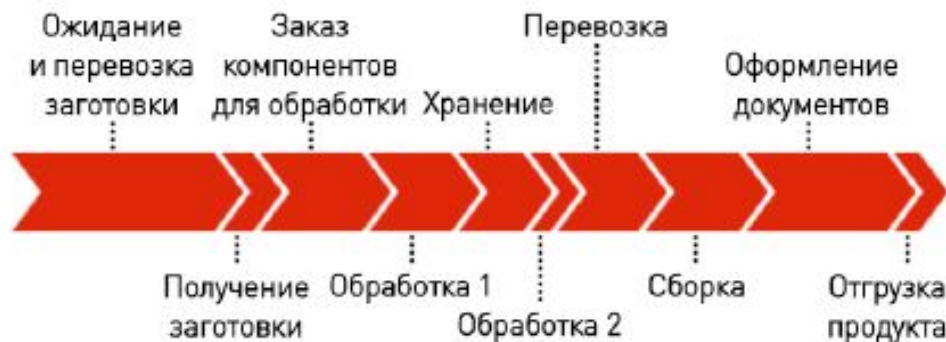 Ожидание
и перевозка
заготовки
Заказ
компонентов
для обработки
Хранение
Перевозка
Оформление
документов
Получение
заготовки
Обработка 1
Обработка 2
Сборка
Отгрузка
продукта